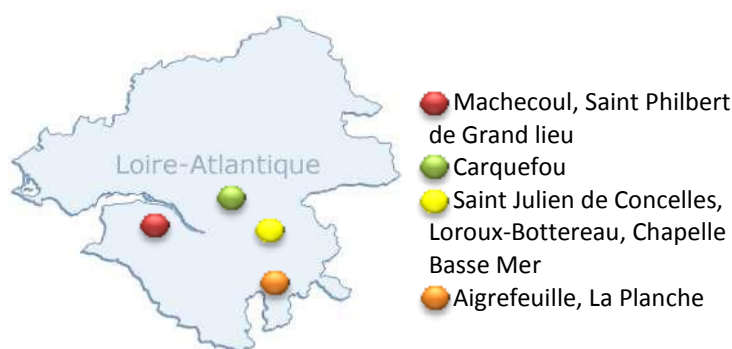 Loire-Atlantique
Machecoul, Saint Philbert
de Grand lieu
Carquefou
Saint Julien de Concelles,
Loroux-Bottereau, Chapelle
Basse Mer
Aigrefeuille, La Planche